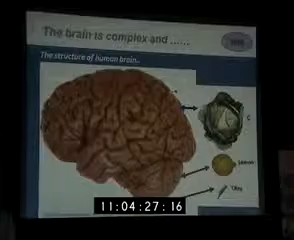 The brain is complex and ......
The structure of human brain..
C
Lemon
11:04:27:16